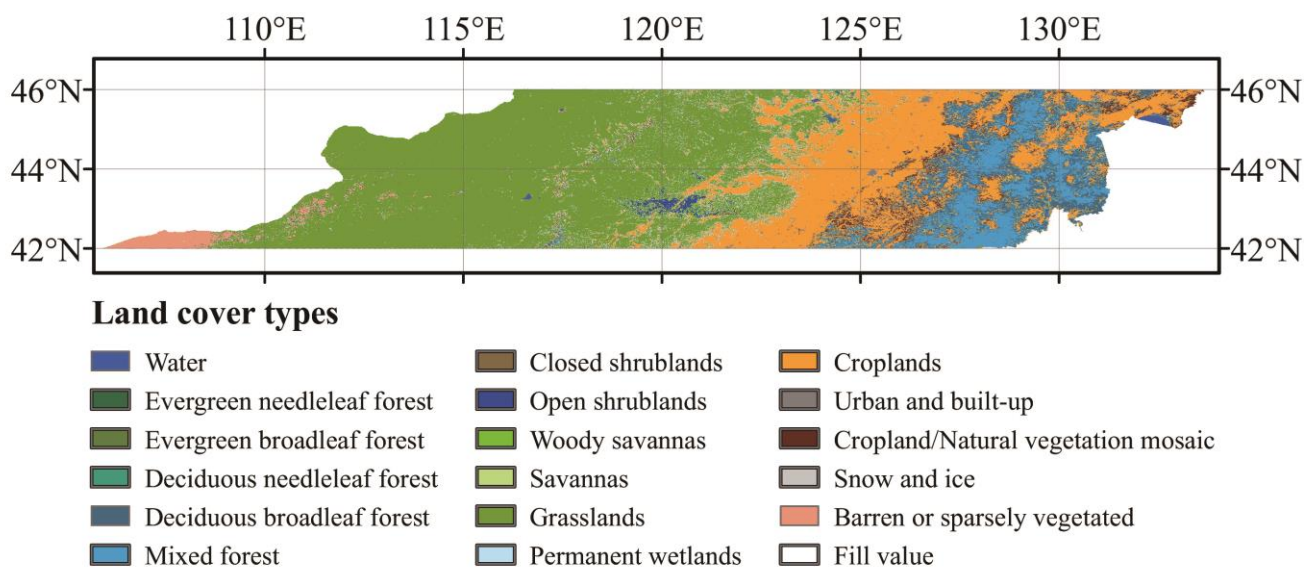 110°E 115°E 120°E 125°E 130°E
46°N 46°N
44°N 44°N
42°N 42°N
Land cover types
Water
Evergreen needleleaf forest
Evergreen broadleaf forest
Deciduous needleleaf forest
Deciduous broadleaf forest
Mixed forest
Closed shrublands
Open shrublands
Woody savannas
Savannas
Grasslands
Permanent wetlands
Croplands
Urban and built-up
Cropland/Natural vegetation mosaic
Snow and ice
Barren or sparsely vegetated
Fill value